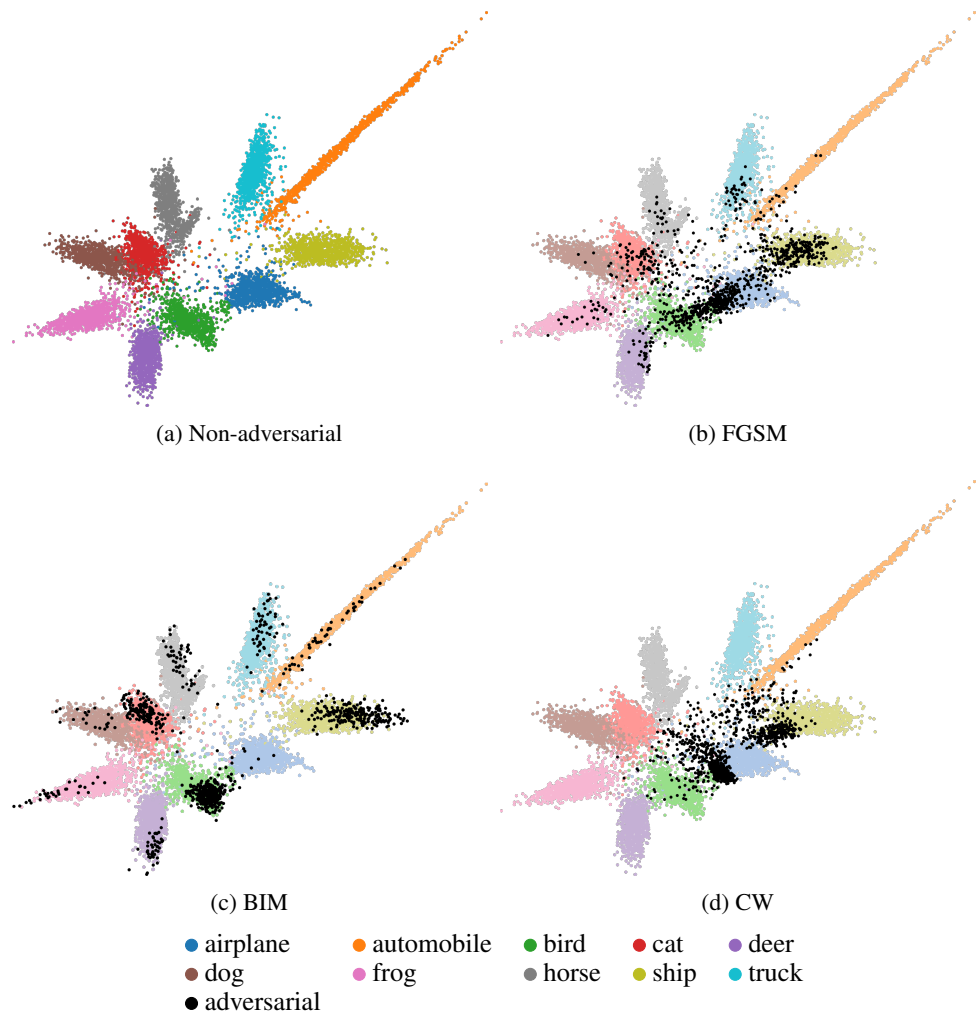 (a) Non-adversarial
(b) FGSM
(c) BIM
(d) CW
airplane automobile bird cat deer
dog frog horse ship truck
adversarial